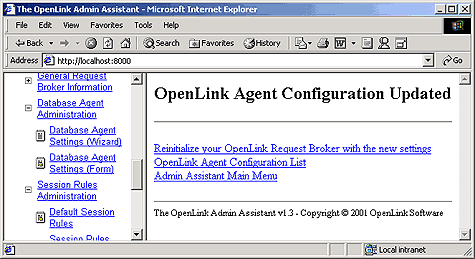 The OpenLink Admin Assistant - Microsoft Internet Explorer
File Edit View Favorites Tools Help
Back Search Favorites History
Address http://localhost:8000 Go
General Request
Broker Information
Database Agent
Administration
Database Agent
Settings (Wizard)
Database Agent
Settings (Form)
Session Rules
Administration
Default Session
Rules
Session Rules
OpenLink Agent Configuration Updated
Reinitialize your OpenLink Request Broker with the new settings
OpenLink Agent Configuration List
Admin Assistant Main Menu
The OpenLink Admin Assistant v1.3 - Copyright © 2001 OpenLink Software
Local intranet